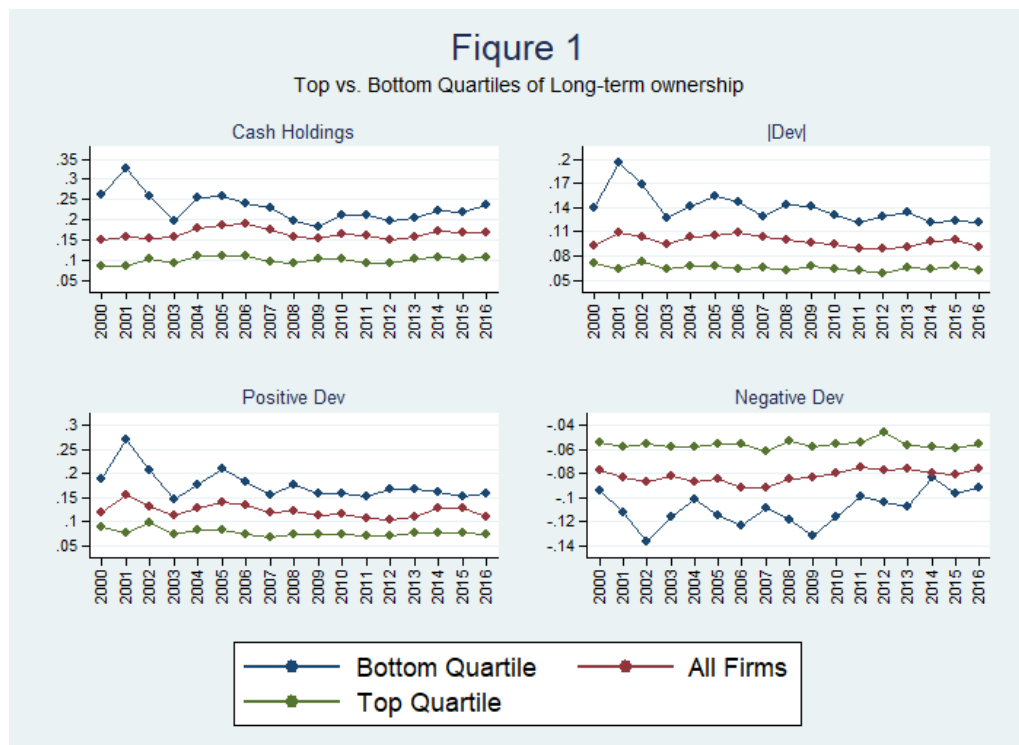 Fiqure 1
Top vs. Bottom Quartiles of Long-term ownership
Cash Holdings
.35
.3
.25
.2
.15
.1
.05
2000 2001 2002 2003 2004 2005 2006 2007 2008 2009 2010 2011 2012 2013 2014 2015 2016
|Dev|
.2
.17
.14
.11
.08
.05
2000 2001 2002 2003 2004 2005 2006 2007 2008 2009 2010 2011 2012 2013 2014 2015 2016
Positive Dev
.3
.25
.2
.15
.1
.05
2000 2001 2002 2003 2004 2005 2006 2007 2008 2009 2010 2011 2012 2013 2014 2015 2016
Negative Dev
-.04
-.06
-.08
-.1
-.12
-.14
2000 2001 2002 2003 2004 2005 2006 2007 2008 2009 2010 2011 2012 2013 2014 2015 2016
Bottom Quartile All Firms
Top Quartile